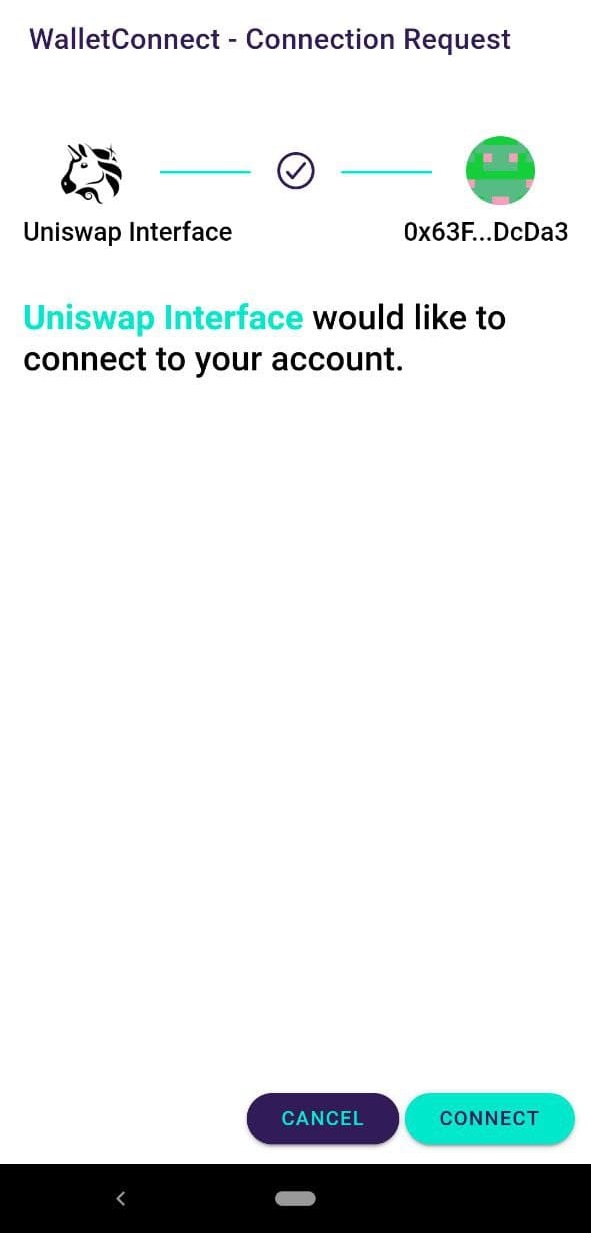 WalletConnect - Connection Request
Uniswap Interface
0x63F...DcDa3
Uniswap Interface would like to
connect to your account.
CANCEL
CONNECT